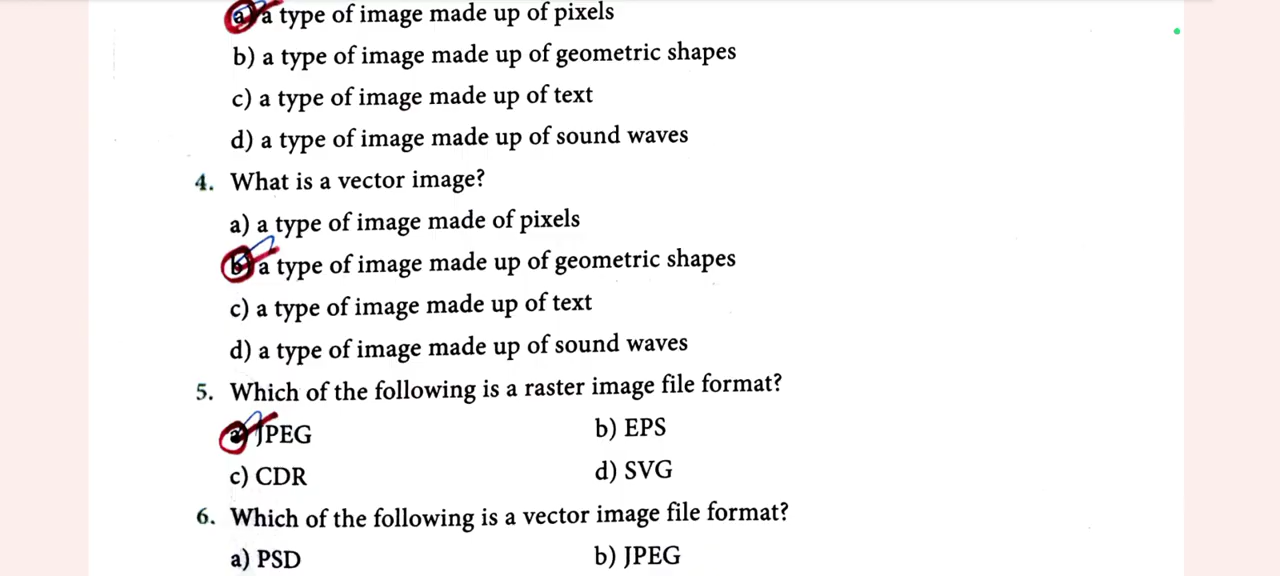 a) a type of image made up of pixels
b) a type of image made up of geometric shapes
c) a type of image made up of text
d) a type of image made up of sound waves
4. What is a vector image?
a) a type of image made of pixels
b) a type of image made up of geometric shapes
c) a type of image made up of text
d) a type of image made up of sound waves
5. Which of the following is a raster image file format?
a) JPEG b) EPS
c) CDR d) SVG
6. Which of the following is a vector image file format?
a) PSD b) JPEG